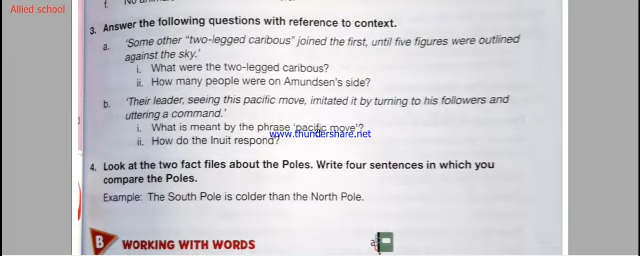 Allied school
f.
3. Answer the following questions with reference to context.
a. 'Some other "two-legged caribous" joined the first, until five figures were outlined
against the sky.'
i. What were the two-legged caribous?
ii. How many people were on Amundsen's side?
b. 'Their leader, seeing this pacific move, imitated it by turning to his followers and
uttering a command.'
i. What is meant by the phrase 'pacific move'?
www.thundershare.net
ii. How do the Inuit respond?
4. Look at the two fact files about the Poles. Write four sentences in which you
compare the Poles.
Example: The South Pole is colder than the North Pole.
B WORKING WITH WORDS